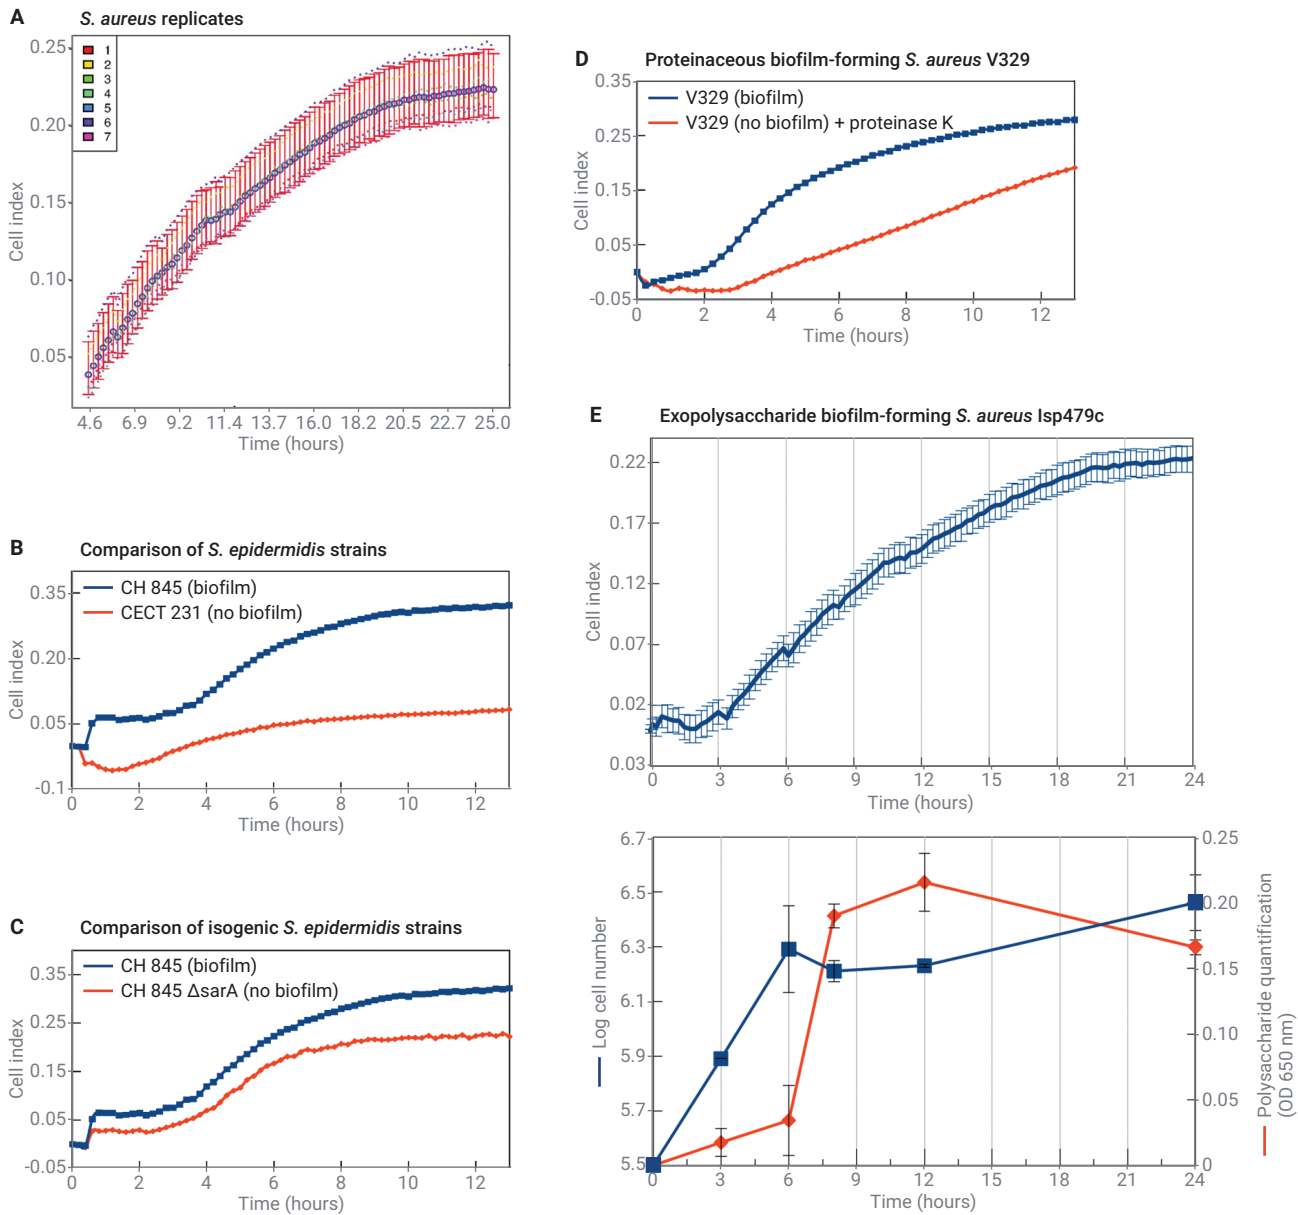 A
S. aureus replicates
0.25
0.20
0.15
0.10
0.05
Cell index
1
2
3
4
5
6
7
4.6 6.9 9.2 11.4 13.7 16.0 18.2 20.5 22.7 25.0
Time (hours)
B
Comparison of S. epidermidis strains
CH 845 (biofilm)
CECT 231 (no biofilm)
0.35
0.20
0.05
-0.1
Cell index
0 2 4 6 8 10 12
Time (hours)
C
Comparison of isogenic S. epidermidis strains
CH 845 (biofilm)
CH 845 ΔsarA (no biofilm)
0.35
0.25
0.15
0.05
-0.05
Cell index
0 2 4 6 8 10 12
Time (hours)
D
Proteinaceous biofilm-forming S. aureus V329
V329 (biofilm)
V329 (no biofilm) + proteinase K
0.35
0.25
0.15
0.05
-0.05
Cell index
0 2 4 6 8 10 12
Time (hours)
E
Exopolysaccharide biofilm-forming S. aureus Isp479c
0.22
0.17
0.12
0.07
0.02
0.03
Cell index
0 3 6 9 12 15 18 21 24
Time (hours)
6.7
6.5
6.3
6.1
5.9
5.7
5.5
Log cell number
0.25
0.20
0.15
0.10
0.05
0
Polysaccharide quantification
(OD 650 nm)
0 3 6 9 12 15 18 21 24
Time (hours)